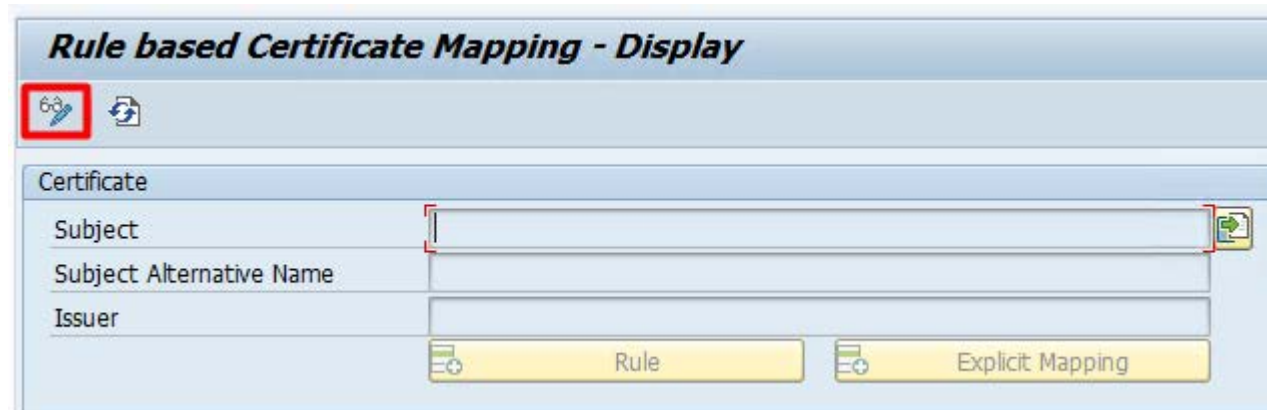 Rule based Certificate Mapping - Display
Certificate
Subject
Subject Alternative Name
Issuer
Rule Explicit Mapping